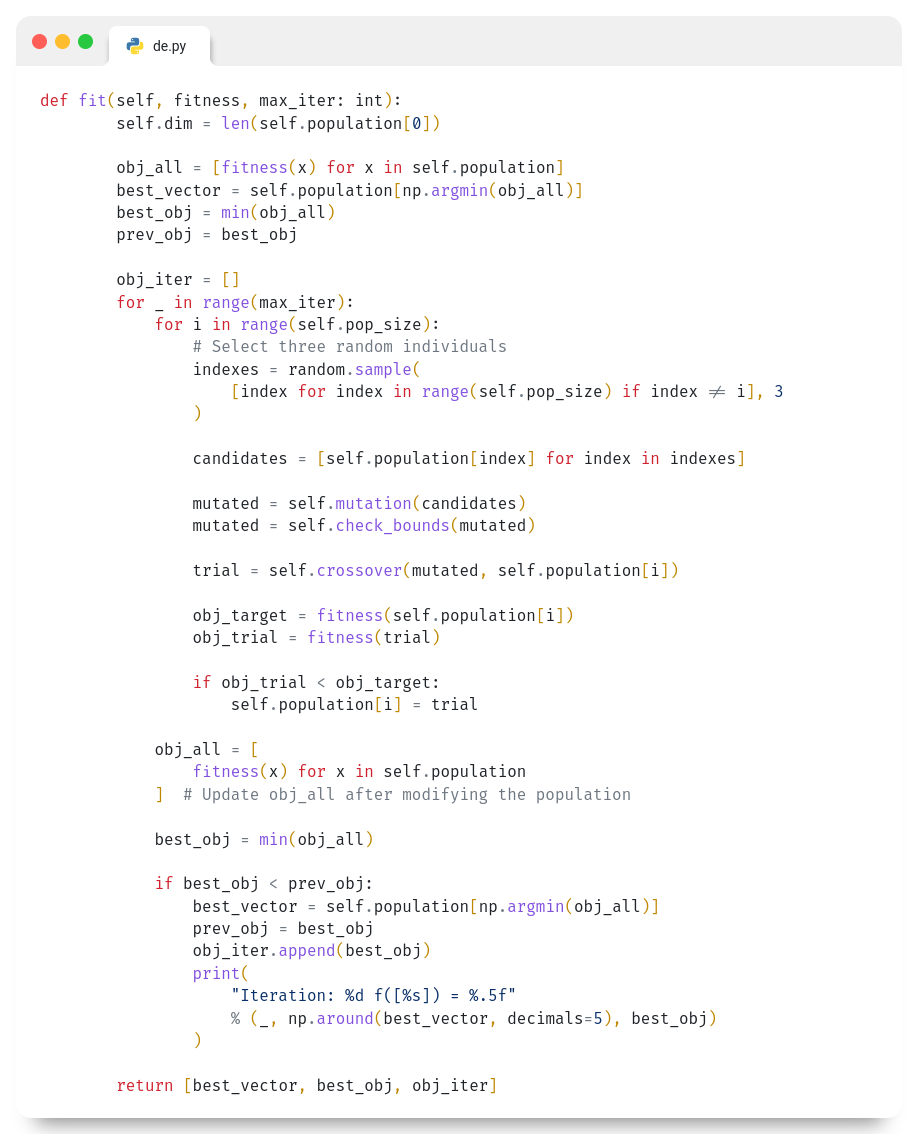 de.py
def fit(self, fitness, max_iter: int):
        self.dim = len(self.population[0])

        obj_all = [fitness(x) for x in self.population]
        best_vector = self.population[np.argmin(obj_all)]
        best_obj = min(obj_all)
        prev_obj = best_obj

        obj_iter = []
        for _ in range(max_iter):
            for i in range(self.pop_size):
                # Select three random individuals
                indexes = random.sample(
                    [index for index in range(self.pop_size) if index ≠ i], 3
                )

                candidates = [self.population[index] for index in indexes]

                mutated = self.mutation(candidates)
                mutated = self.check_bounds(mutated)

                trial = self.crossover(mutated, self.population[i])

                obj_target = fitness(self.population[i])
                obj_trial = fitness(trial)

                if obj_trial < obj_target:
                    self.population[i] = trial

            obj_all = [
                fitness(x) for x in self.population
            ]  # Update obj_all after modifying the population

            best_obj = min(obj_all)

            if best_obj < prev_obj:
                best_vector = self.population[np.argmin(obj_all)]
                prev_obj = best_obj
                obj_iter.append(best_obj)
                print(
                    "Iteration: %d f([%s]) = %.5f"
                    % (_, np.around(best_vector, decimals=5), best_obj)
                )

        return [best_vector, best_obj, obj_iter]